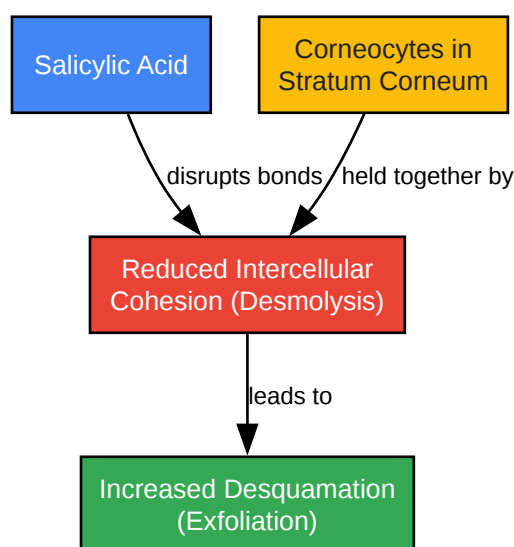 Salicylic Acid
Corneocytes in
Stratum Corneum
disrupts bonds
held together by
Reduced Intercellular
Cohesion (Desmolysis)
leads to
Increased Desquamation
(Exfoliation)